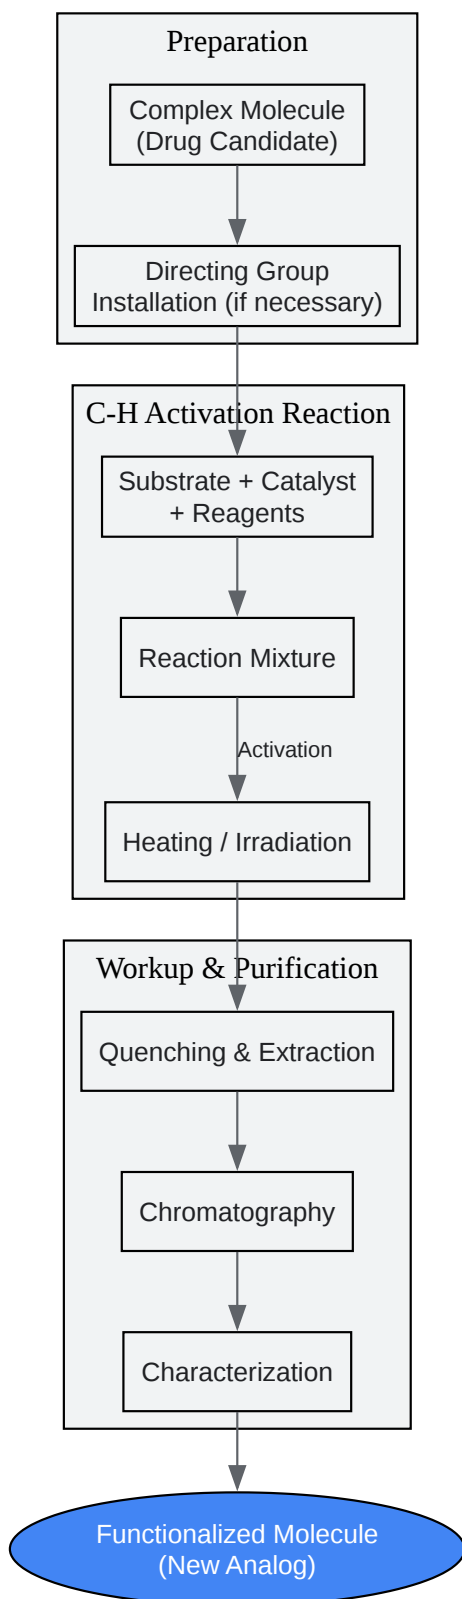 Preparation
Complex Molecule
(Drug Candidate)
Directing Group
Installation (if necessary)
C-H Activation Reaction
Substrate + Catalyst
+ Reagents
Reaction Mixture
Activation
Heating / Irradiation
Workup & Purification
Quenching & Extraction
Chromatography
Characterization
Functionalized Molecule
(New Analog)